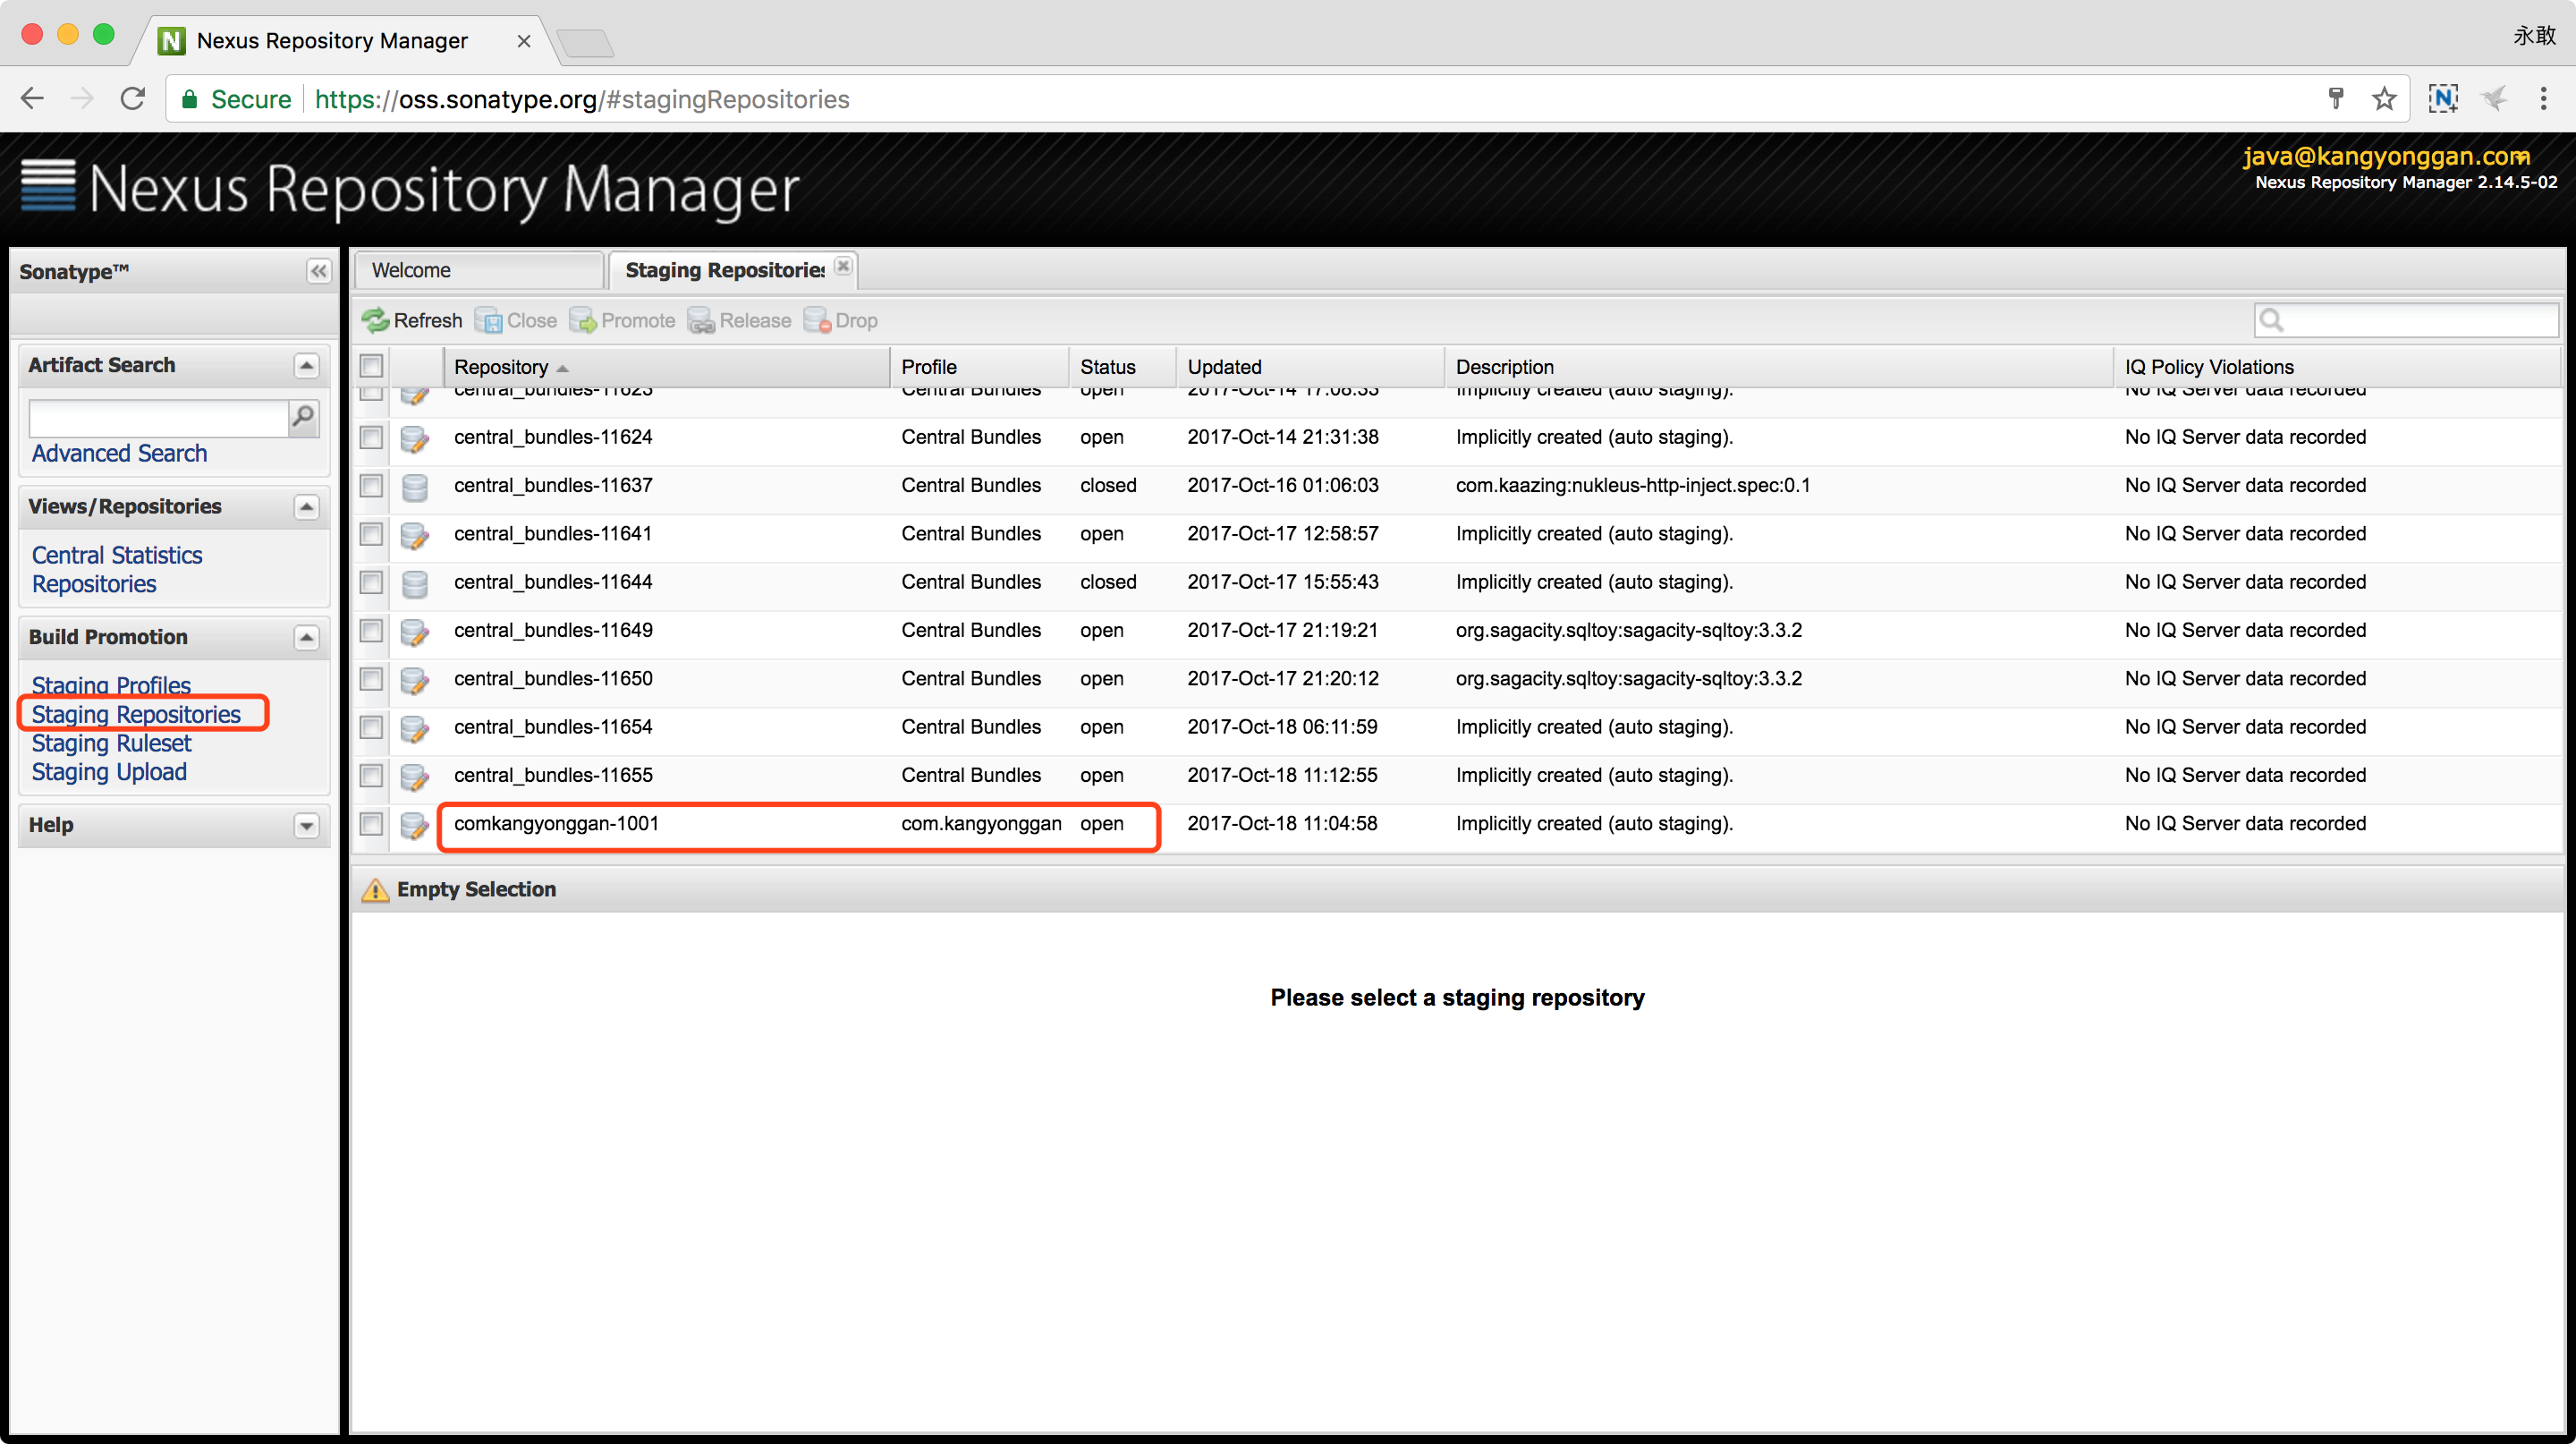 Nexus Repository Manager
永敢
Secure https://oss.sonatype.org/#stagingRepositories
Nexus Repository Manager
java@kangyonggan.com
Nexus Repository Manager 2.14.5-02
Sonatype™
Artifact Search
Advanced Search
Views/Repositories
Central Statistics
Repositories
Build Promotion
Staging Profiles
Staging Repositories
Staging Ruleset
Staging Upload
Help
Welcome Staging Repositories
Refresh Close Promote Release Drop
Repository Profile Status Updated Description IQ Policy Violations
central_bundles-11623 Central Bundles open 2017-Oct-14 17:08:33 Implicitly created (auto staging). No IQ Server data recorded
central_bundles-11624 Central Bundles open 2017-Oct-14 21:31:38 Implicitly created (auto staging). No IQ Server data recorded
central_bundles-11637 Central Bundles closed 2017-Oct-16 01:06:03 com.kaazing:nukleus-http-inject.spec:0.1 No IQ Server data recorded
central_bundles-11641 Central Bundles open 2017-Oct-17 12:58:57 Implicitly created (auto staging). No IQ Server data recorded
central_bundles-11644 Central Bundles closed 2017-Oct-17 15:55:43 Implicitly created (auto staging). No IQ Server data recorded
central_bundles-11649 Central Bundles open 2017-Oct-17 21:19:21 org.sagacity.sqltoy:sagacity-sqltoy:3.3.2 No IQ Server data recorded
central_bundles-11650 Central Bundles open 2017-Oct-17 21:20:12 org.sagacity.sqltoy:sagacity-sqltoy:3.3.2 No IQ Server data recorded
central_bundles-11654 Central Bundles open 2017-Oct-18 06:11:59 Implicitly created (auto staging). No IQ Server data recorded
central_bundles-11655 Central Bundles open 2017-Oct-18 11:12:55 Implicitly created (auto staging). No IQ Server data recorded
comkangyonggan-1001 com.kangyonggan open 2017-Oct-18 11:04:58 Implicitly created (auto staging). No IQ Server data recorded
Empty Selection
Please select a staging repository